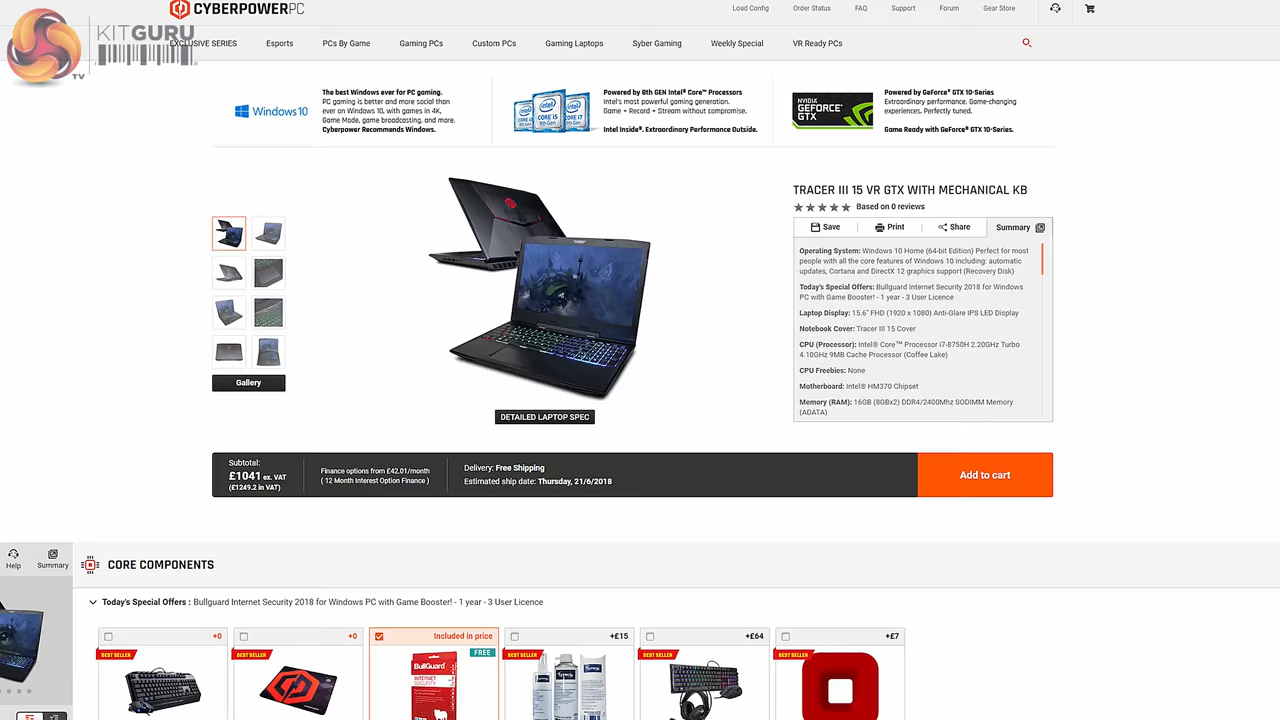 CYBERPOWERPC
Load Config
Order Status
FAQ
Support
Forum
Gear Store
KITGURU
TV
EXCLUSIVE SERIES
Esports
PCs By Game
Gaming PCs
Custom PCs
Gaming Laptops
Syber Gaming
Weekly Special
VR Ready PCs
Windows 10
The best Windows ever for PC gaming.
PC gaming is better and more social than
ever on Windows 10, with games in 4K,
Game Mode, game broadcasting, and more.
Cyberpower Recommends Windows.
Powered by 8th GEN Intel® Core™ Processors
Intel's most powerful gaming generation.
Game + Record + Stream without compromise.
Intel Inside®. Extraordinary Performance Outside.
NVIDIA
GEFORCE
GTX
Powered by GeForce® GTX 10-Series
Extraordinary performance. Game-changing
experiences. Perfectly tuned.
Game Ready with GeForce® GTX 10-Series.
TRACER III 15 VR GTX WITH MECHANICAL KB
Based on 0 reviews
Save
Print
Share
Summary
Operating System: Windows 10 Home (64-bit Edition) Perfect for most
people with all the core features of Windows 10 including: automatic
updates, Cortana and DirectX 12 graphics support (Recovery Disk)
Today's Special Offers: Bullguard Internet Security 2018 for Windows
PC with Game Booster! - 1 year - 3 User Licence
Laptop Display: 15.6" FHD (1920 x 1080) Anti-Glare IPS LED Display
Notebook Cover: Tracer III 15 Cover
CPU (Processor): Intel® Core™ Processor i7-8750H 2.20GHz Turbo
4.10GHz 9MB Cache Processor (Coffee Lake)
CPU Freebies: None
Motherboard: Intel® HM370 Chipset
Memory (RAM): 16GB (8GBx2) DDR4/2400Mhz SODIMM Memory
(ADATA)
Gallery
DETAILED LAPTOP SPEC
Subtotal:
£1041 ex. VAT
(£1249.2 in VAT)
Finance options from £42.01/month
( 12 Month Interest Option Finance )
Delivery: Free Shipping
Estimated ship date: Thursday, 21/6/2018
Add to cart
Help
Summary
CORE COMPONENTS
Today's Special Offers : Bullguard Internet Security 2018 for Windows PC with Game Booster! - 1 year - 3 User Licence
+0
+0
Included in price
+£15
+£64
+£7
BEST SELLER
BEST SELLER
FREE
BEST SELLER
BEST SELLER
BEST SELLER
BullGuard
INTERNET
SECURITY